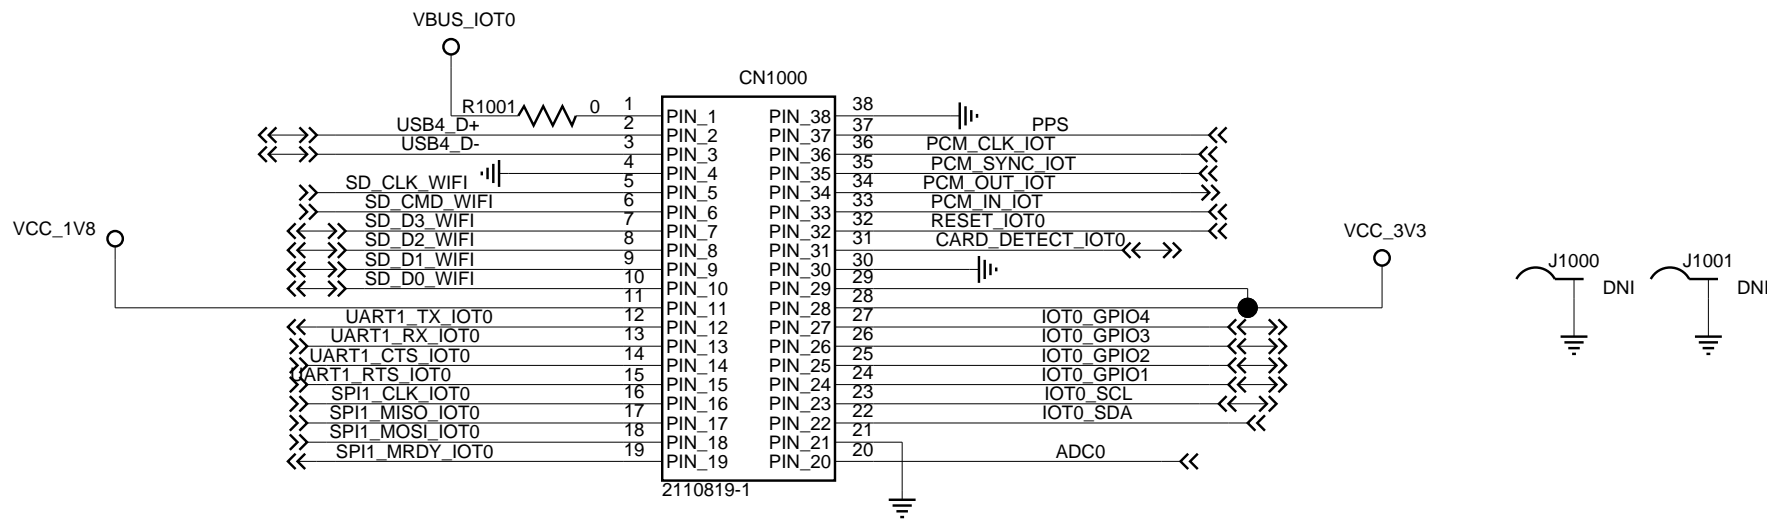 VBUS_IOT0
CN1000
R1001 0 1 PIN_1 PIN_38 38
USB4_D+ 2 PIN_2 PIN_37 37 PPS
USB4_D- 3 PIN_3 PIN_36 36 PCM_CLK_IOT
4 PIN_4 PIN_35 35 PCM_SYNC_IOT
SD_CLK_WIFI 5 PIN_5 PIN_34 34 PCM_OUT_IOT
SD_CMD_WIFI 6 PIN_6 PIN_33 33 PCM_IN_IOT
SD_D3_WIFI 7 PIN_7 PIN_32 32 RESET_IOT0
VCC_1V8 SD_D2_WIFI 8 PIN_8 PIN_31 31 CARD_DETECT_IOT0 VCC_3V3
SD_D1_WIFI 9 PIN_9 PIN_30 30
SD_D0_WIFI 10 PIN_10 PIN_29 29
11 PIN_11 PIN_28 28
UART1_TX_IOT0 12 PIN_12 PIN_27 27 IOT0_GPIO4
UART1_RX_IOT0 13 PIN_13 PIN_26 26 IOT0_GPIO3
UART1_CTS_IOT0 14 PIN_14 PIN_25 25 IOT0_GPIO2
UART1_RTS_IOT0 15 PIN_15 PIN_24 24 IOT0_GPIO1
SPI1_CLK_IOT0 16 PIN_16 PIN_23 23 IOT0_SCL
SPI1_MISO_IOT0 17 PIN_17 PIN_22 22 IOT0_SDA
SPI1_MOSI_IOT0 18 PIN_18 PIN_21 21
SPI1_MRDY_IOT0 19 PIN_19 PIN_20 20 ADC0
2110819-1
J1000 DNI
J1001 DNI